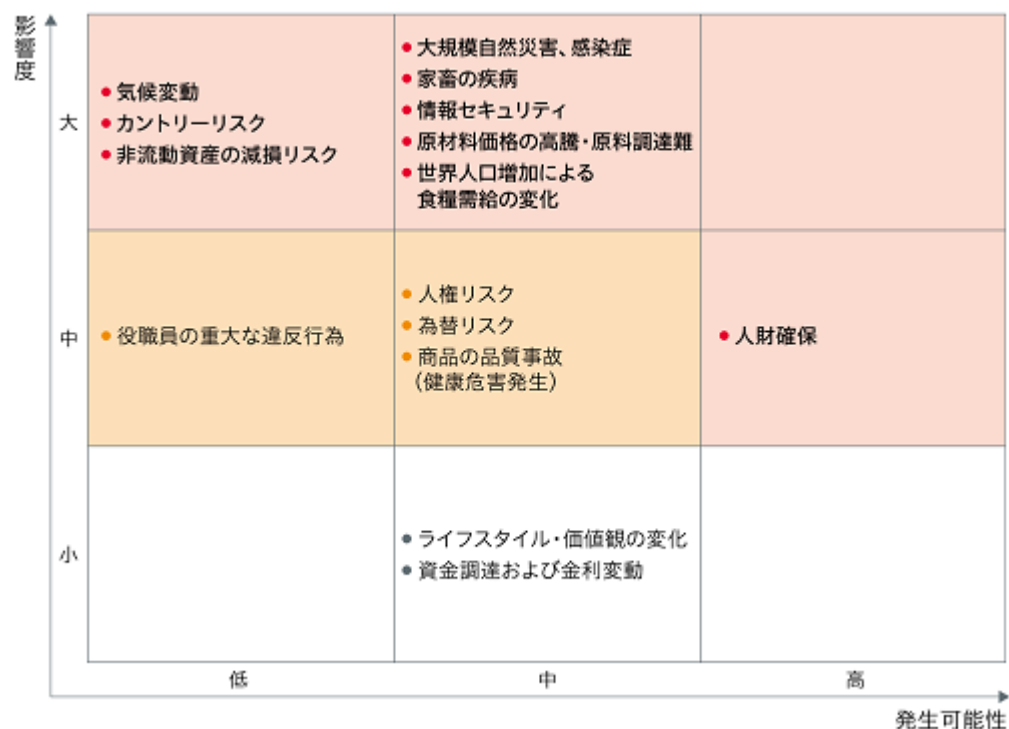 影響度
大
気候変動
カントリーリスク
非流動資産の減損リスク
大規模自然災害、感染症
家畜の疾病
情報セキュリティ
原材料価格の高騰・原料調達難
世界人口増加による
食糧需給の変化
中
役職員の重大な違反行為
人権リスク
為替リスク
商品の品質事故
（健康危害発生）
人財確保
小
ライフスタイル・価値観の変化
資金調達および金利変動
低
中
高
発生可能性